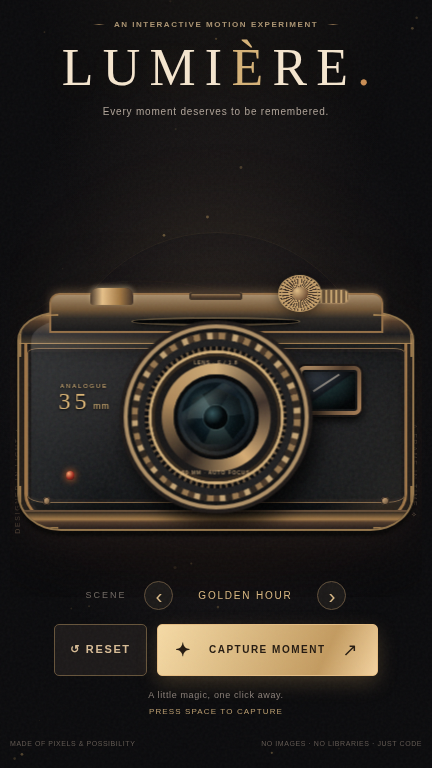 AN INTERACTIVE MOTION EXPERIMENT
LUMIÈRE.
Every moment deserves to be remembered.
ANALOGUE
35 mm
SCENE
‹ GOLDEN HOUR ›
↺ RESET
✦ CAPTURE MOMENT ↗
A little magic, one click away.
PRESS SPACE TO CAPTURE
MADE OF PIXELS & POSSIBILITY
NO IMAGES · NO LIBRARIES · JUST CODE